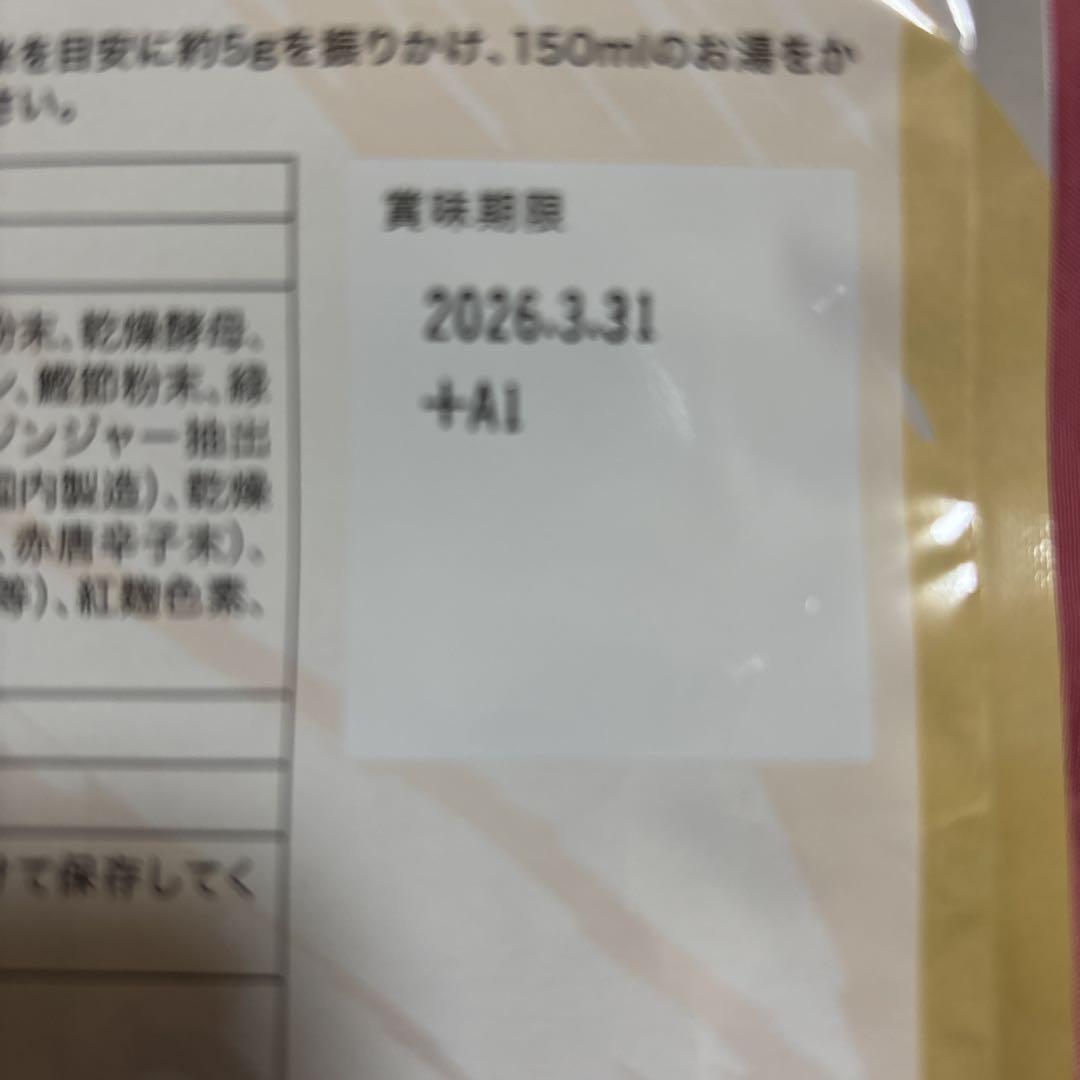 を目安に約5gを振りかけ、150mlのお湯をか
さい。
賞味期限
2026.3.31
+A1
粉末、乾燥酵母、
ン、鰹節粉末、緑
ジンジャー抽出
国内製造)、乾燥
、赤唐辛子末)、
等)、紅麹色素、
けて保存してく